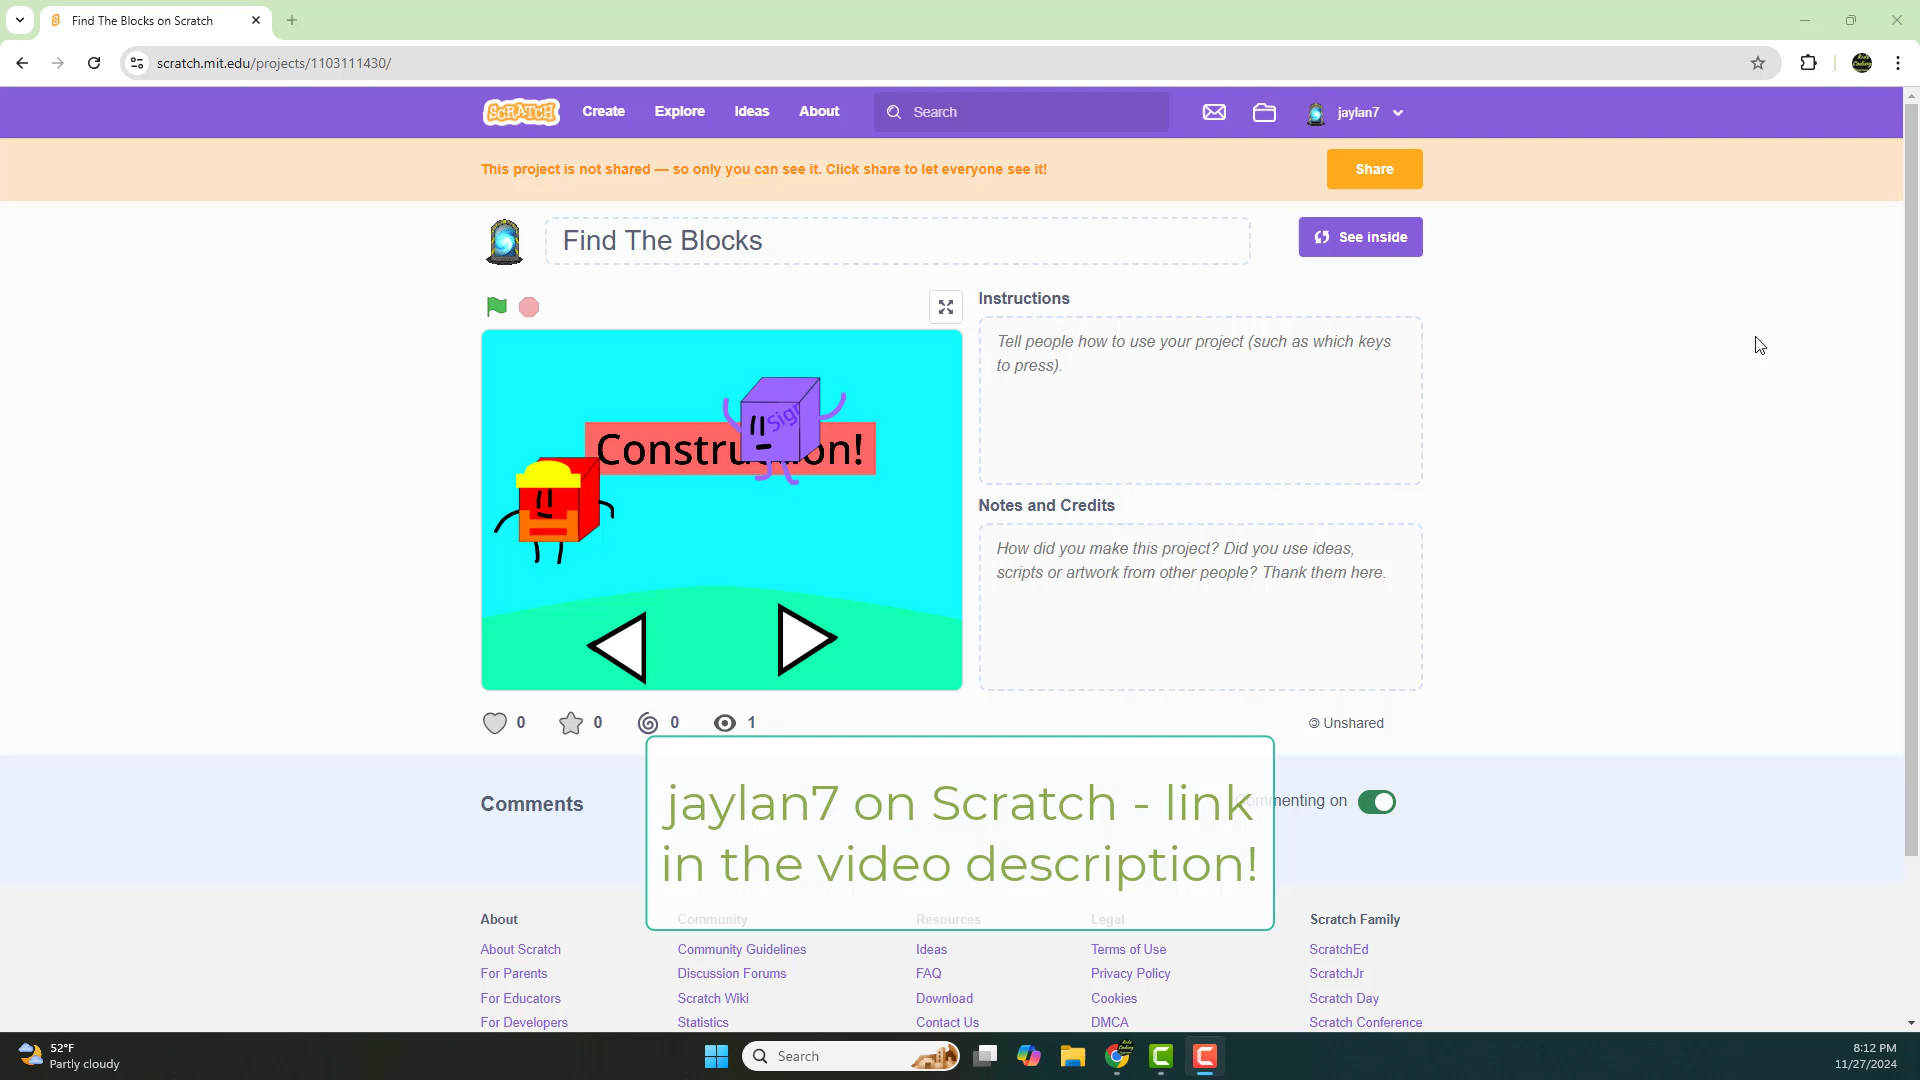 Find The Blocks on Scratch
scratch.mit.edu/projects/1103111430/
SCRATCH
Create
Explore
Ideas
About
Search
jaylan7
This project is not shared — so only you can see it. Click share to let everyone see it!
Share
Find The Blocks
See inside
Instructions
Tell people how to use your project (such as which keys
to press).
Sign
Notes and Credits
How did you make this project? Did you use ideas,
scripts or artwork from other people? Thank them here.
0
0
0
1
Unshared
Comments
jaylan7 on Scratch - link
in the video description!
on
About
Community
Resources
Legal
Scratch Family
About Scratch
Community Guidelines
Ideas
Terms of Use
ScratchEd
For Parents
Discussion Forums
FAQ
Privacy Policy
ScratchJr
For Educators
Scratch Wiki
Download
Cookies
Scratch Day
For Developers
Statistics
Contact Us
DMCA
Scratch Conference
52°F
Partly cloudy
Search
8:12 PM
11/27/2024